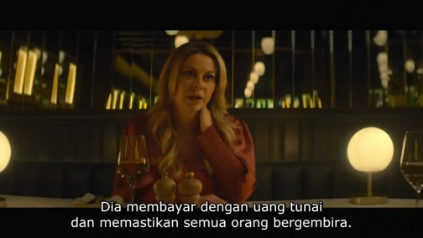 Dia membayar dengan uang tunai
dan memastikan semua orang bergembira.